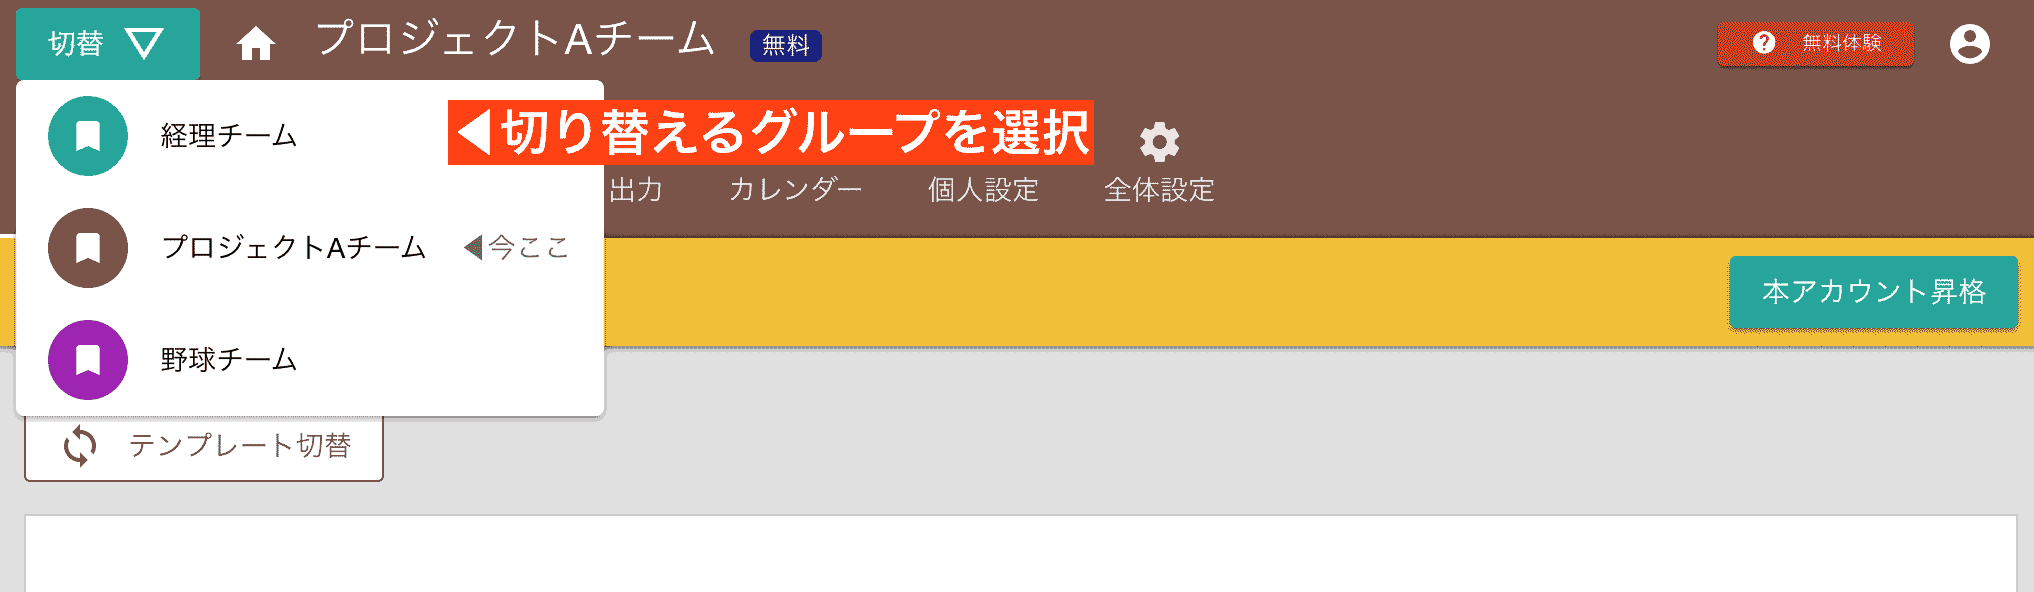 切替 ▽ プロジェクトAチーム 無料 無料体験
経理チーム
◀切り替えるグループを選択
出力 カレンダー 個人設定 全体設定
プロジェクトAチーム ◀今ここ
本アカウント昇格
野球チーム
テンプレート切替